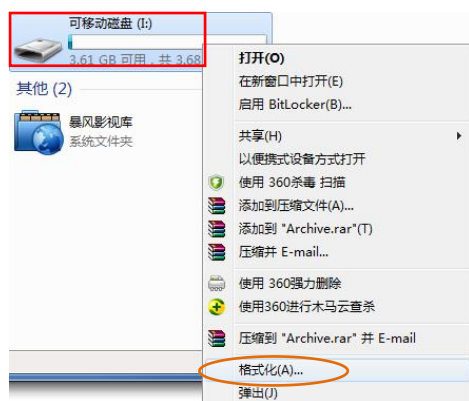 可移动磁盘 (I:)
3.61 GB 可用，共 3.68
其他 (2)
暴风影视库
系统文件夹
打开(O)
在新窗口中打开(E)
启用 BitLocker(B)...
共享(H)
以便携式设备方式打开
使用 360杀毒 扫描
添加到压缩文件(A)...
添加到 "Archive.rar"(T)
压缩并 E-mail...
使用 360强力删除
使用360进行木马云查杀
压缩到 "Archive.rar" 并 E-mail
格式化(A)...
弹出(J)